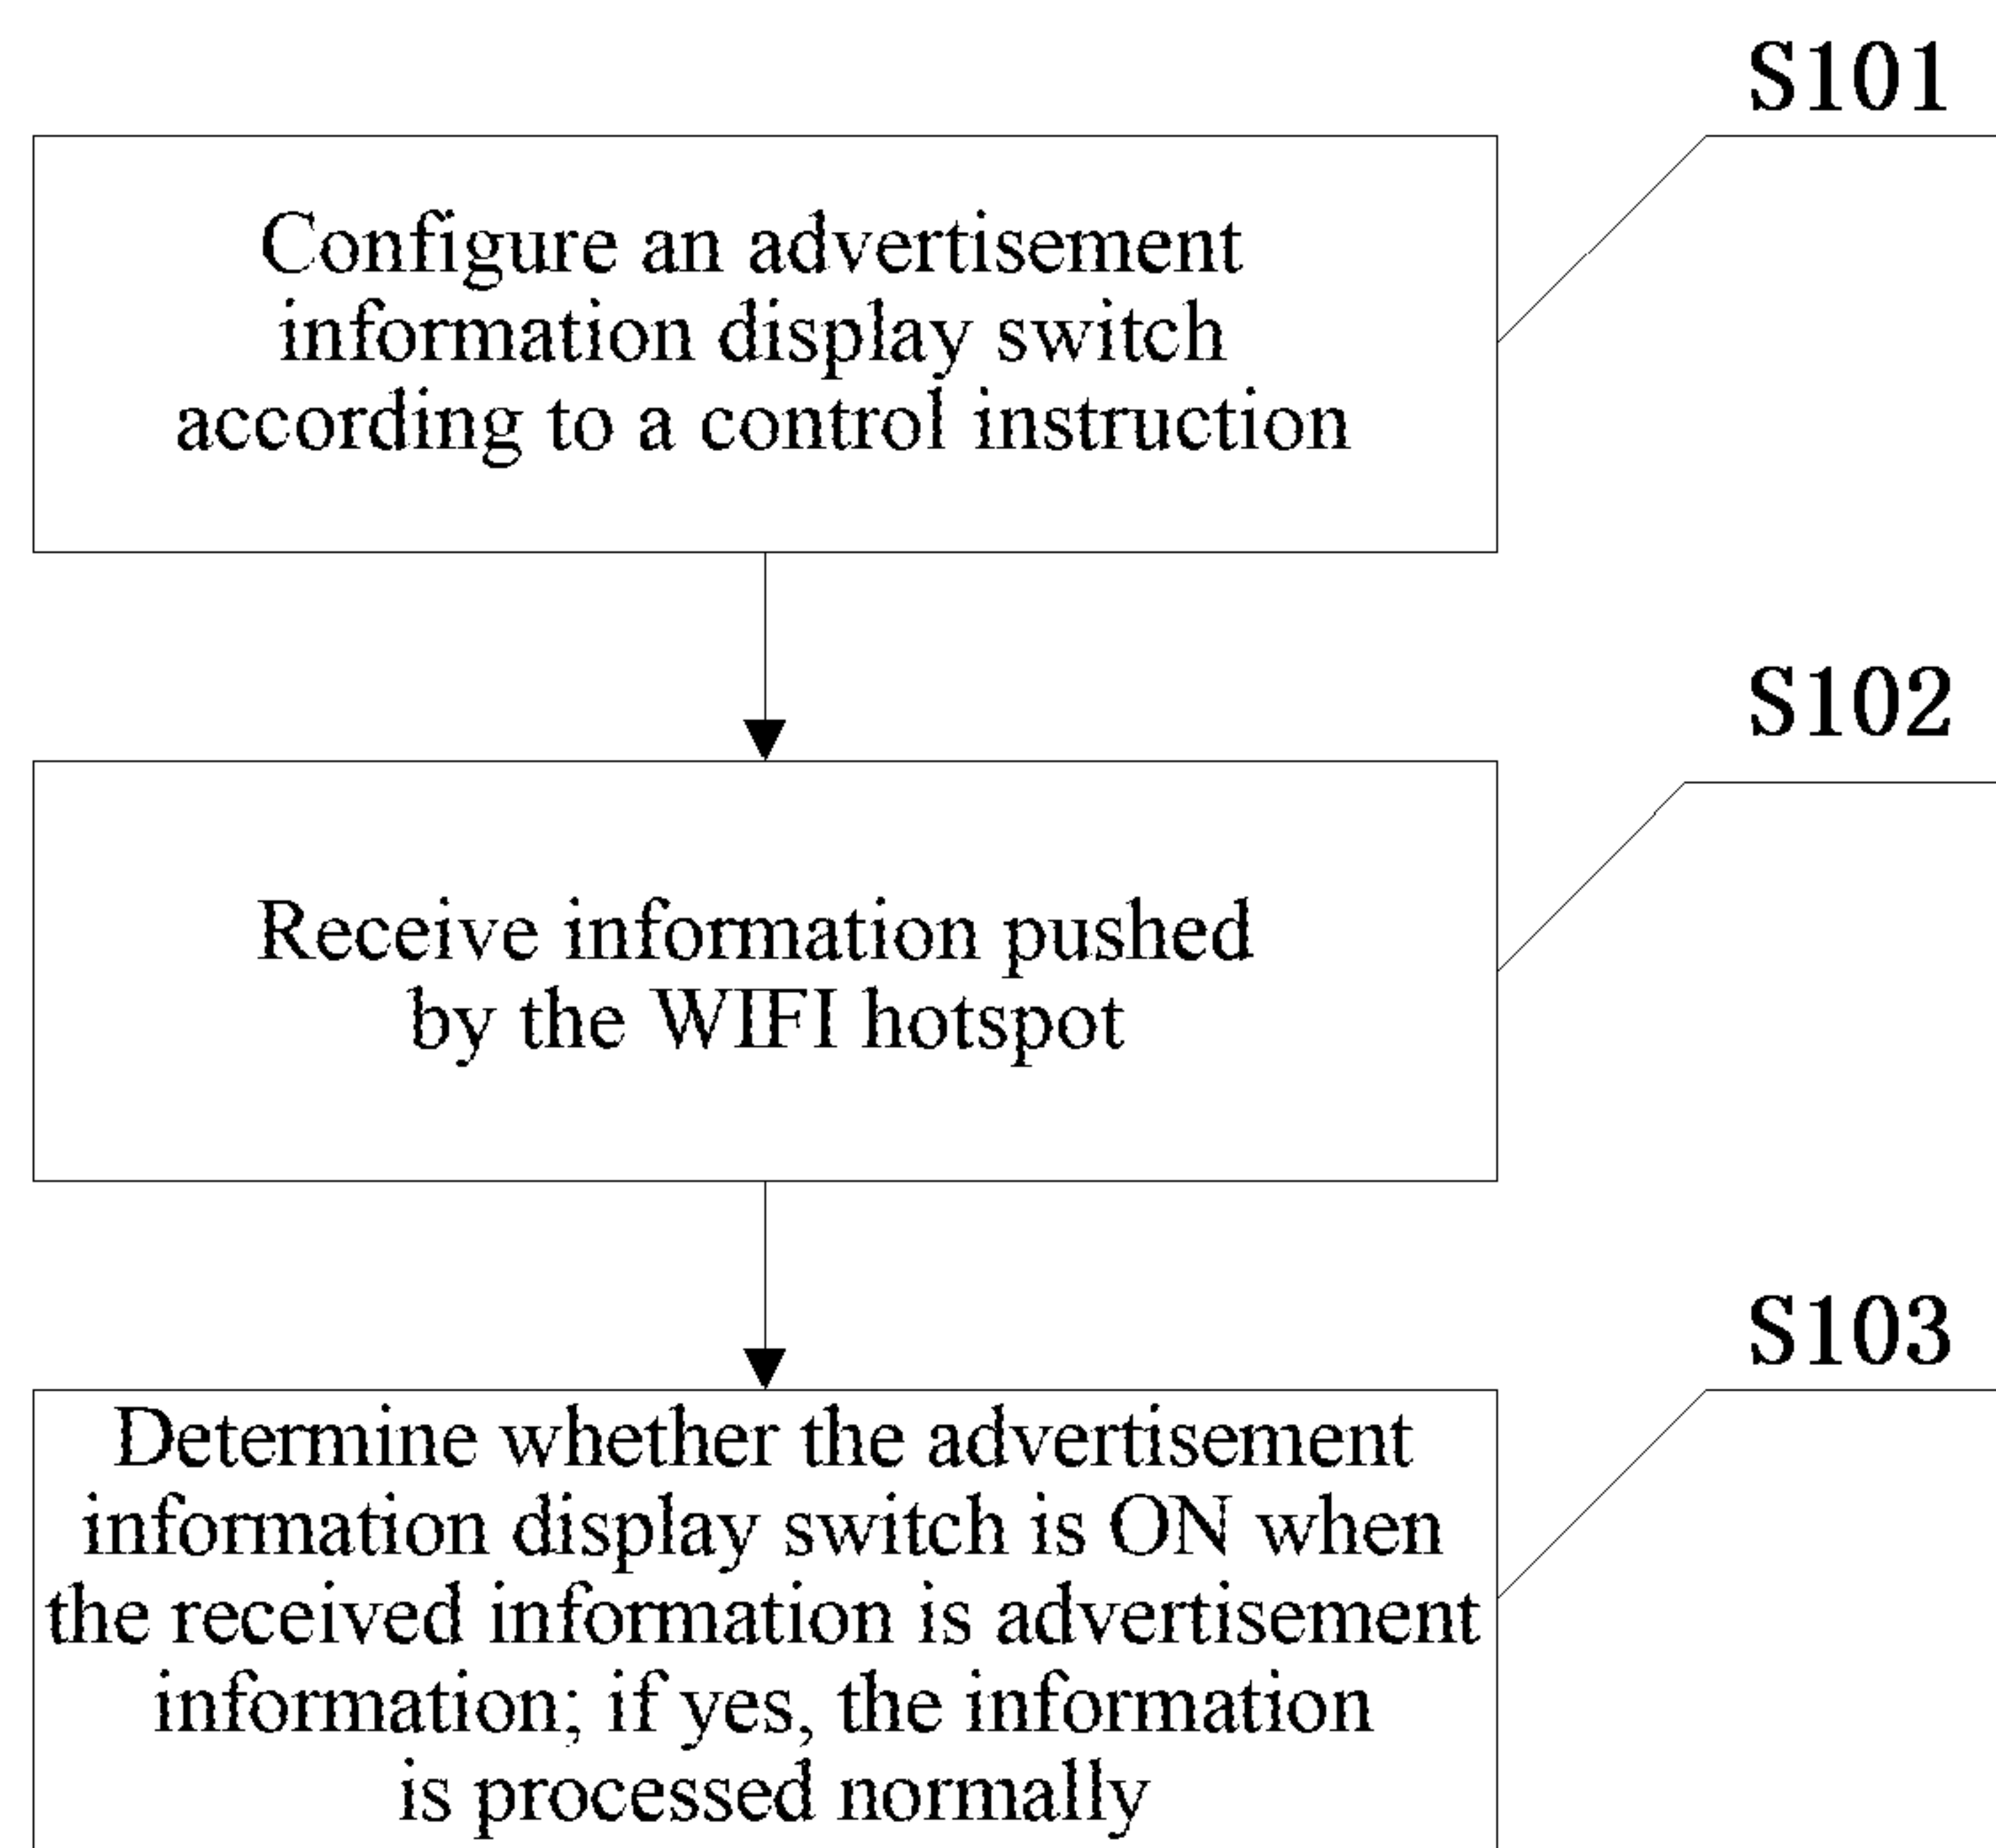 S101
Configure an advertisement
information display switch
according to a control instruction
S102
Receive information pushed
by the WIFI hotspot
S103
Determine whether the advertisement
information display switch is ON when
the received information is advertisement
information; if yes, the information
is processed normally